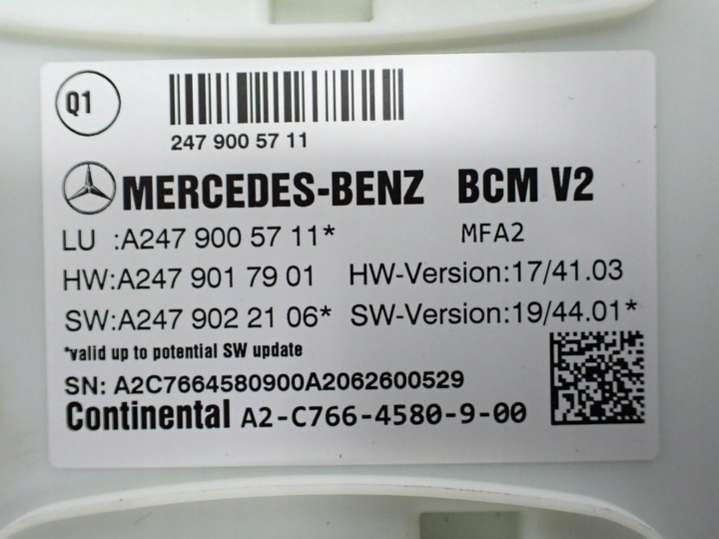 Q1
247 900 57 11
MERCEDES-BENZ BCM V2
LU :A247 900 57 11* MFA2
HW:A247 901 79 01 HW-Version:17/41.03
SW:A247 902 21 06* SW-Version:19/44.01*
*valid up to potential SW update
SN: A2C7664580900A2062600529
Continental A2-C766-4580-9-00